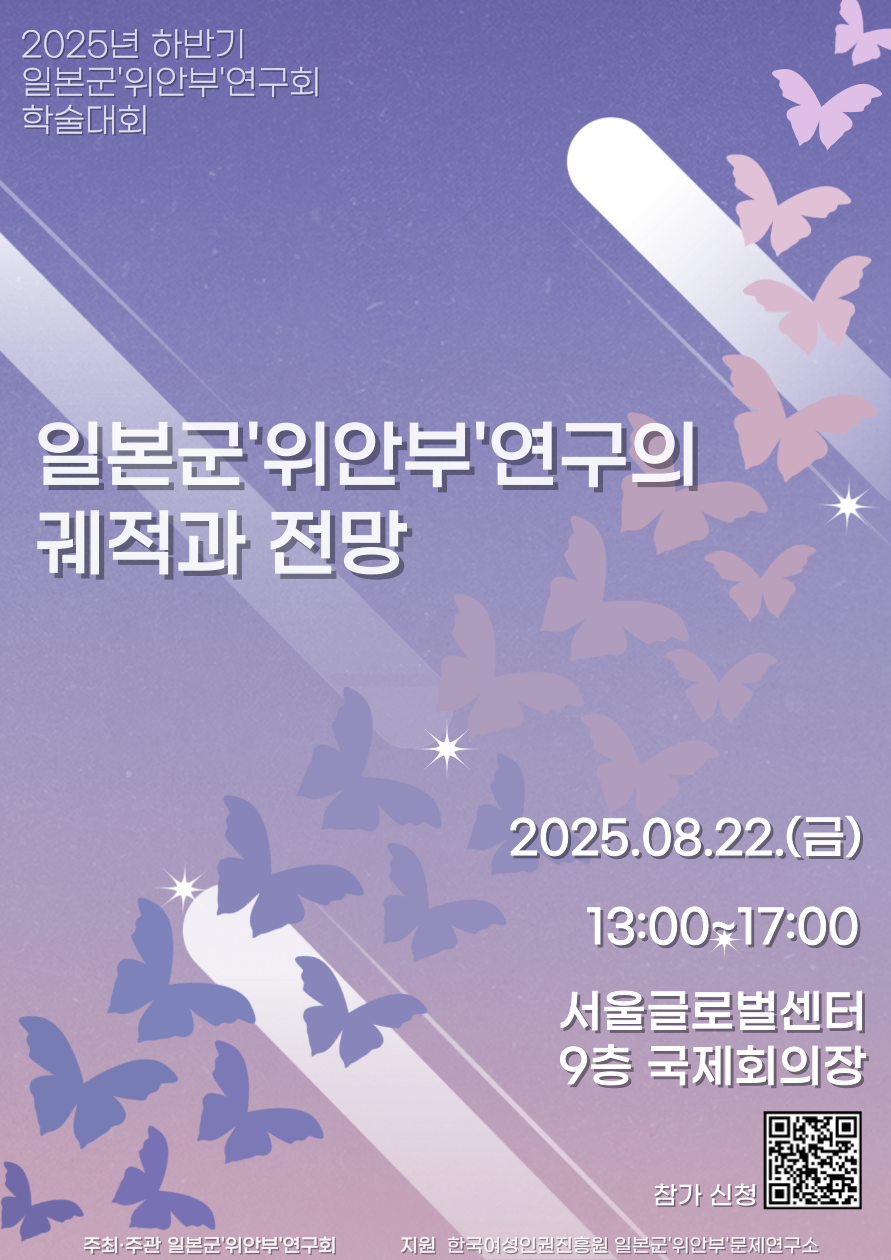 2025년 하반기
일본군'위안부'연구회
학술대회
일본군'위안부'연구의
궤적과 전망
2025.08.22.(금)
13:00~17:00
서울글로벌센터
9층 국제회의장
참가 신청
주최·주관 일본군'위안부'연구회 지원 한국여성인권진흥원 일본군'위안부'문제연구소